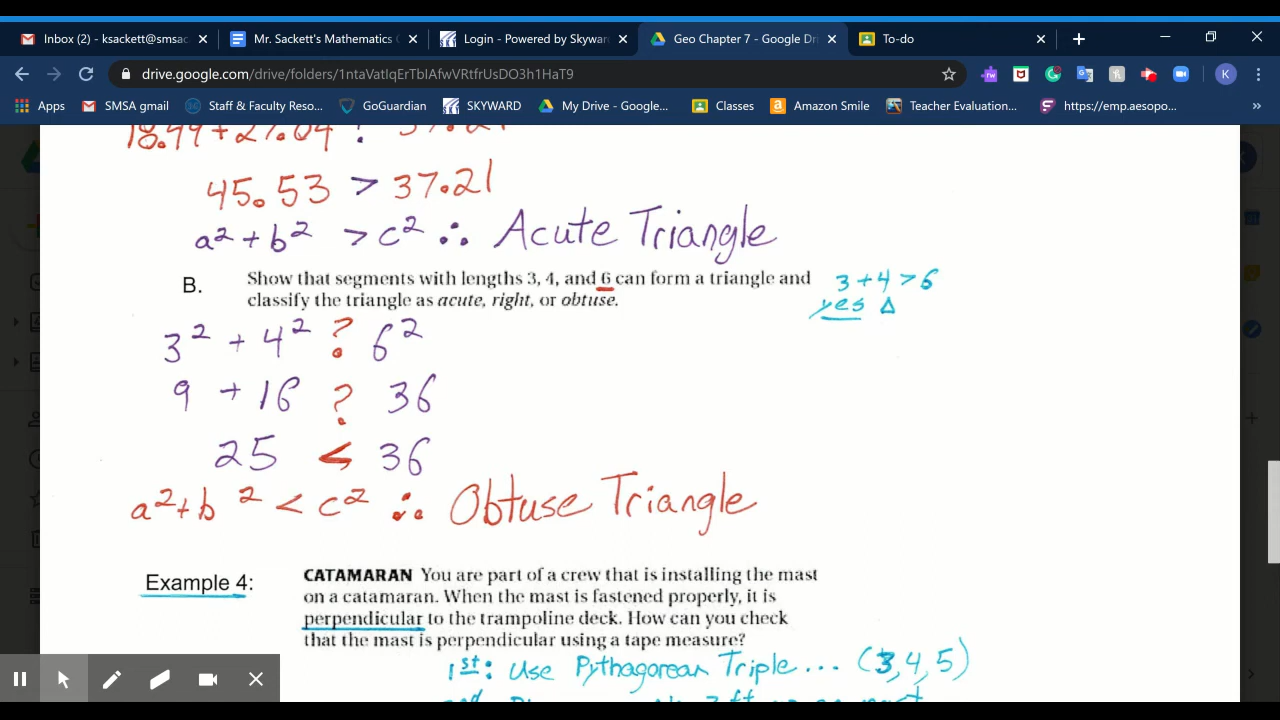 Inbox (2) - ksackett@smsac
Mr. Sackett's Mathematics C
Login - Powered by Skyward
Geo Chapter 7 - Google Dri
To-do
drive.google.com/drive/folders/1ntaVatIqErTbIAfwVRtfrUsDO3h1HaT9
K
Apps
SMSA gmail
Staff & Faculty Reso...
GoGuardian
SKYWARD
My Drive - Google...
Classes
Amazon Smile
Teacher Evaluation...
https://emp.aesopo...
»
18.49 + 27.04 ? 37.21
45.53 > 37.21
a² + b² > c² ∴ Acute Triangle
B. Show that segments with lengths 3, 4, and 6 can form a triangle and
classify the triangle as acute, right, or obtuse.
3 + 4 > 6
yes Δ
3² + 4² ? 6²
9 + 16 ? 36
25 < 36
a² + b² < c² ∴ Obtuse Triangle
Example 4:
CATAMARAN You are part of a crew that is installing the mast
on a catamaran. When the mast is fastened properly, it is
perpendicular to the trampoline deck. How can you check
that the mast is perpendicular using a tape measure?
1st: Use Pythagorean Triple... (3, 4, 5)